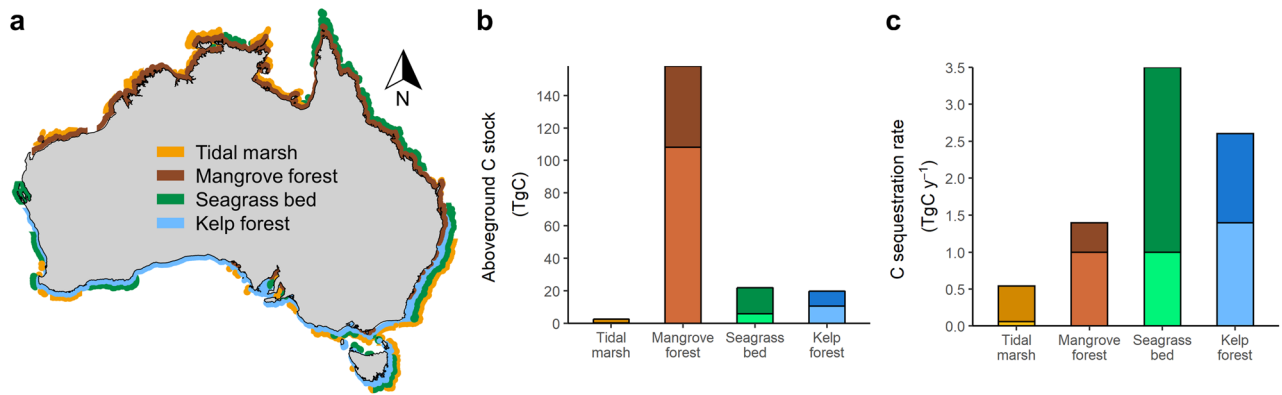 a
N
Tidal marsh
Mangrove forest
Seagrass bed
Kelp forest
b
Aboveground C stock
(TgC)
140
120
100
80
60
40
20
0
Tidal
marsh
Mangrove
forest
Seagrass
bed
Kelp
forest
c
C sequestration rate
(TgC y⁻¹)
3.5
3.0
2.5
2.0
1.5
1.0
0.5
0.0
Tidal
marsh
Mangrove
forest
Seagrass
bed
Kelp
forest